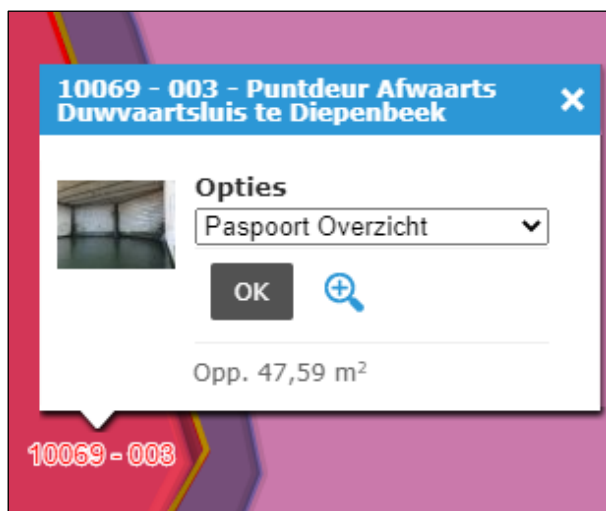 10069 - 003 - Puntdeur Afwaarts
Duwvaartsluis te Diepenbeek
Opties
Paspoort Overzicht
OK
Opp. 47,59 m²
10069 - 003